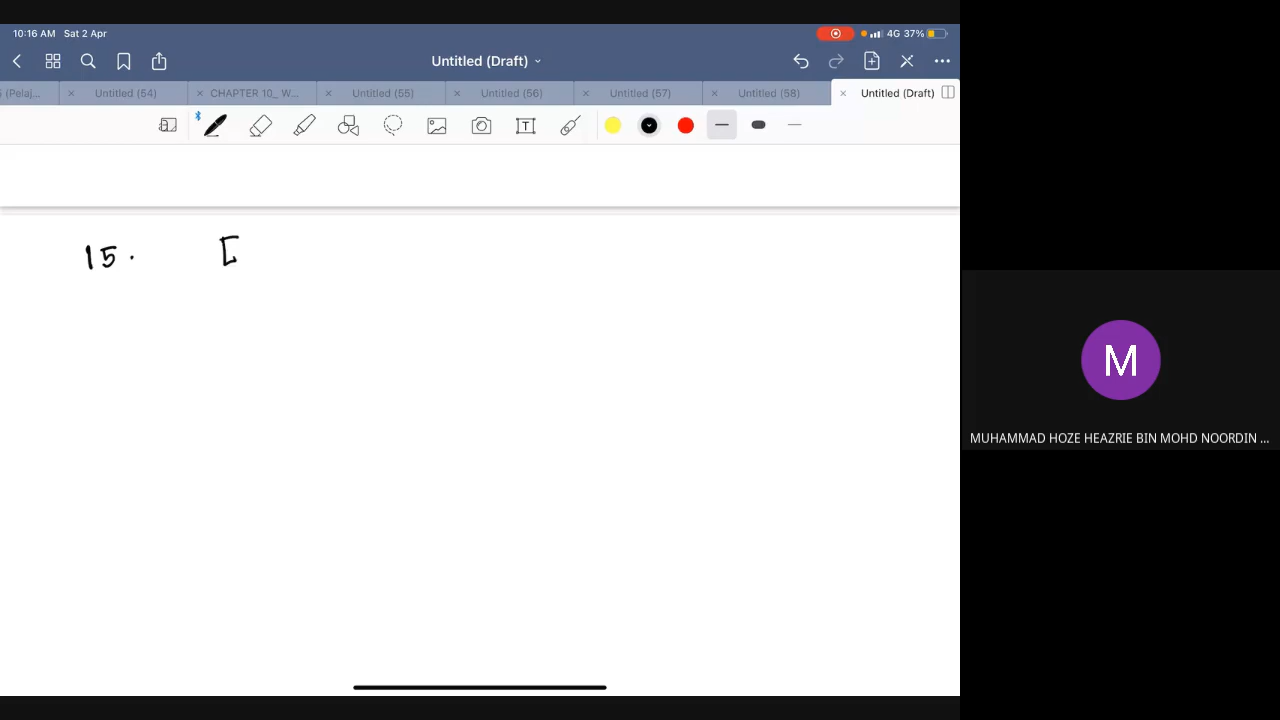 10:16 AM Sat 2 Apr 4G 37%
Untitled (Draft)
(Pelaj... Untitled (54) CHAPTER 10_ W... Untitled (55) Untitled (56) Untitled (57) Untitled (58) Untitled (Draft)
T
15. [
M
MUHAMMAD HOZE HEAZRIE BIN MOHD NOORDIN ...